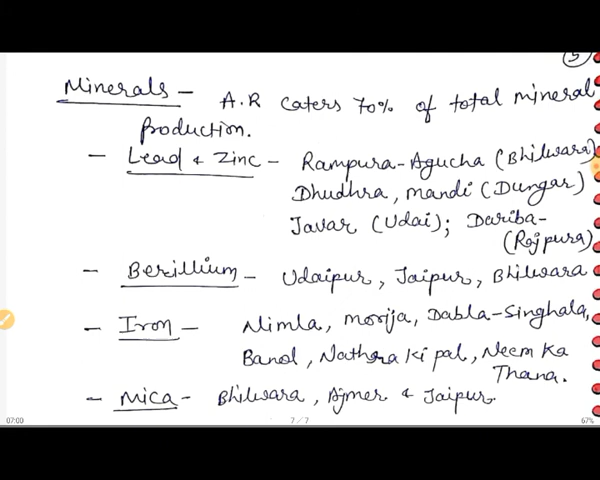 5
Minerals - A.R caters 70% of total mineral
production.
- Lead & Zinc - Rampura-Agucha (Bhilwara)
Dhudhra, Mandi (Dungar)
Javar (Udai); Dariba-
(Rajpura)
- Berillium - Udaipur, Jaipur, Bhilwara
- Iron - Nimla, Morija, Dabla-Singhala,
Banol, Nathara ki pal, Neem Ka
Thana.
- Mica - Bhilwara, Ajmer & Jaipur.
07:00 7/7 67%